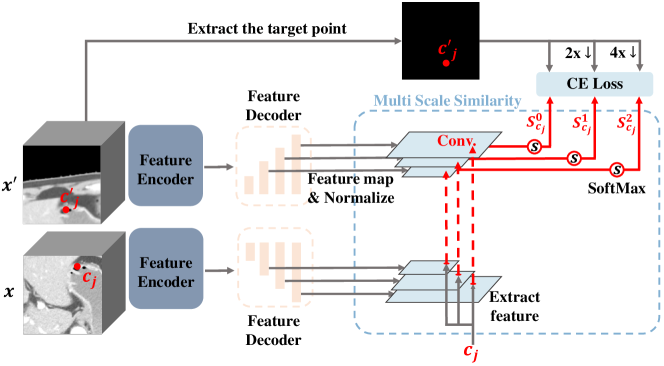 Extract the target point
c'j
2x↓
4x↓
CE Loss
Multi Scale Similarity
Feature
Decoder
S⁰cj
S¹cj
S²cj
Conv.
S
S
S
SoftMax
x'
c'j
Feature
Encoder
Feature map
& Normalize
x
cj
Feature
Encoder
Feature
Decoder
Extract
feature
cj